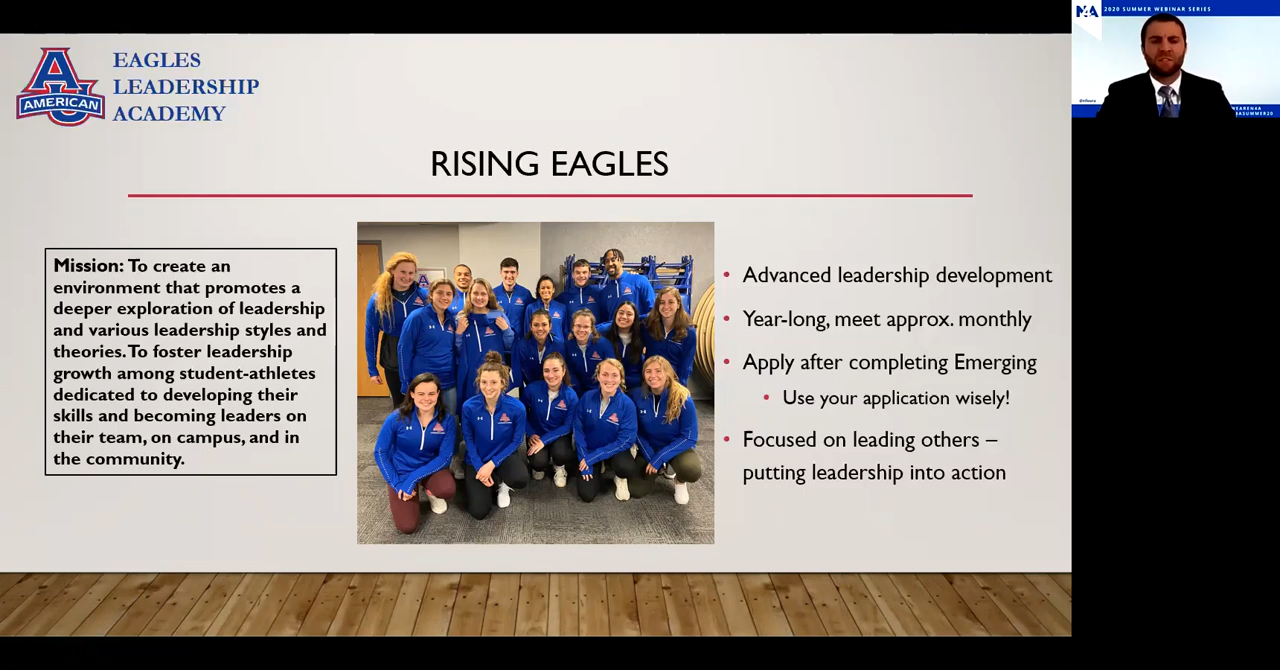 AU
AMERICAN
EAGLES
LEADERSHIP
ACADEMY
RISING EAGLES
Mission: To create an
environment that promotes a
deeper exploration of leadership
and various leadership styles and
theories. To foster leadership
growth among student-athletes
dedicated to developing their
skills and becoming leaders on
their team, on campus, and in
the community.
• Advanced leadership development
• Year-long, meet approx. monthly
• Apply after completing Emerging
• Use your application wisely!
• Focused on leading others –
putting leadership into action
N4A
2020 SUMMER WEBINAR SERIES